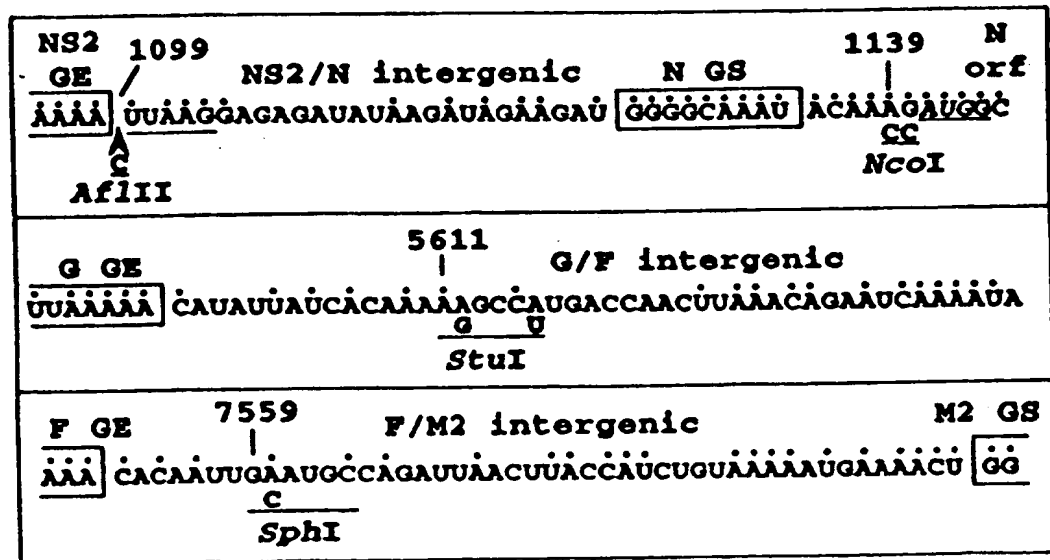 NS2 1099 1139 N
GE NS2/N intergenic N GS orf
AAAA UUAAGGAGAGAUAUAAGAUAGAAGAU GGGGCAAAU ACAAAGAUGGC
C CC
AflII NcoI
5611
G GE G/F intergenic
UUAAAAA CAUAUUAUCACAAAAAGCCAUGACCAACUUAAACAGAAUCAAAAUA
G U
StuI
7559
F GE F/M2 intergenic M2 GS
AAA CACAAUUGAAUGCCAGAUUAACUUACCAUCUGUAAAAAUGAAAACU GG
C
SphI